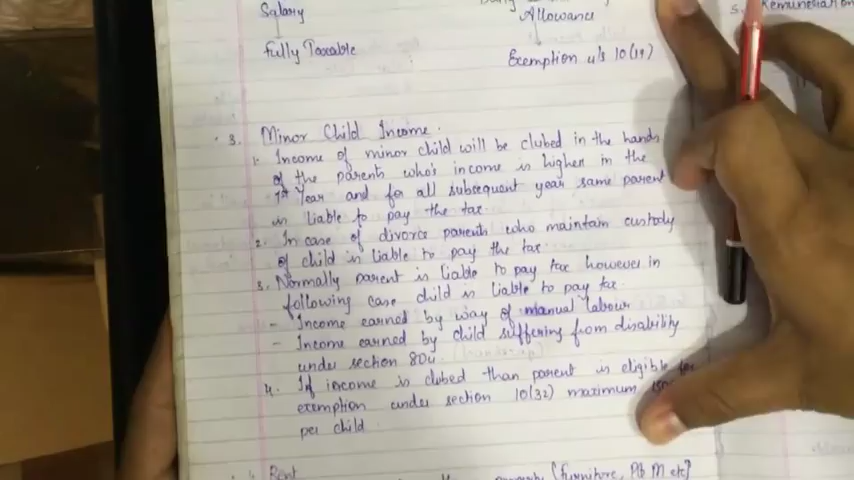 Salary
Fully Taxable
Allowance
Exemption u/s 10(14)
Remuneration
3. Minor Child Income.
1. Income of minor child will be clubed in the hands
of the parents who's income is higher in the
1st Year and for all subsequent year same parent
is liable to pay the tax.
2. In case of divorce parents who maintain custody
of child is liable to pay the tax
3. Normally parent is liable to pay tax however in
following case child is liable to pay tax
- Income earned by way of manual labour
- Income earned by child suffering from disability
under section 80u
4. If income is clubed than parent is eligible for
exemption under section 10(32) maximum
per child
Rent
(furniture, P& M etc)